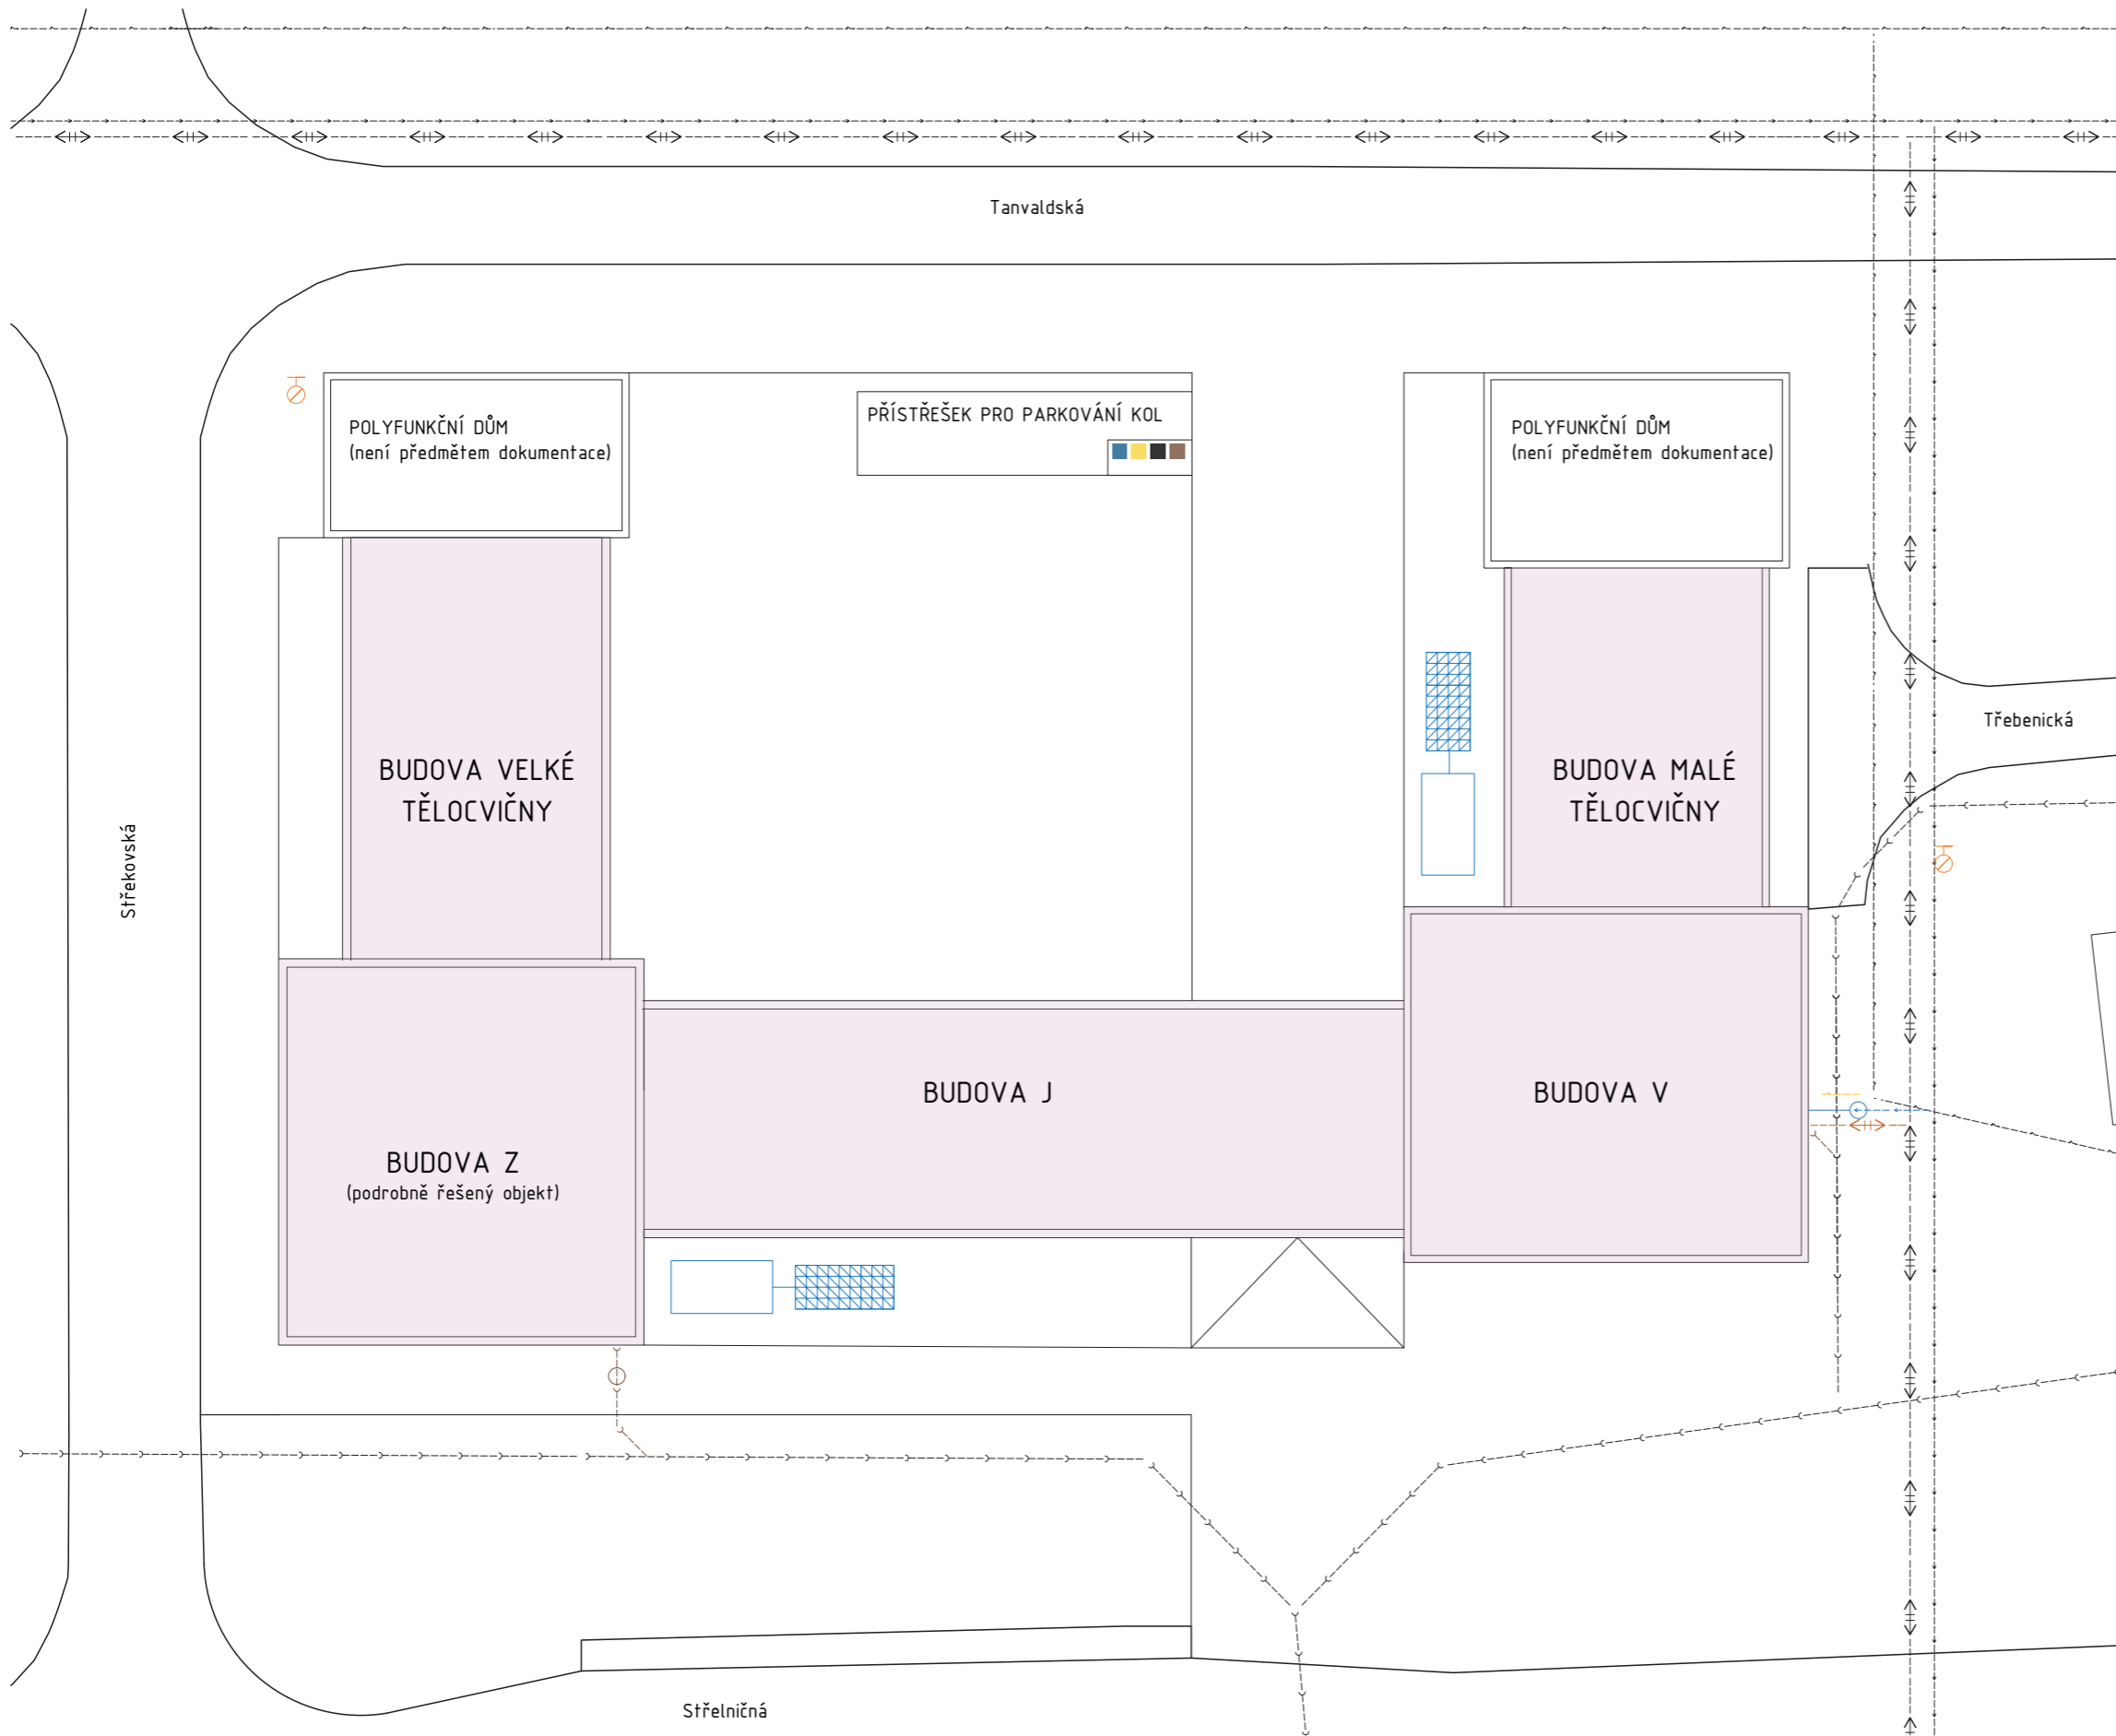 Tanvaldská
POLYFUNKČNÍ DŮM
(není předmětem dokumentace)
PŘÍSTŘEŠEK PRO PARKOVÁNÍ KOL
POLYFUNKČNÍ DŮM
(není předmětem dokumentace)
Třebenická
BUDOVA VELKÉ
TĚLOCVIČNY
BUDOVA MALÉ
TĚLOCVIČNY
Střekovská
BUDOVA J
BUDOVA V
BUDOVA Z
(podrobně řešený objekt)
Střelničná